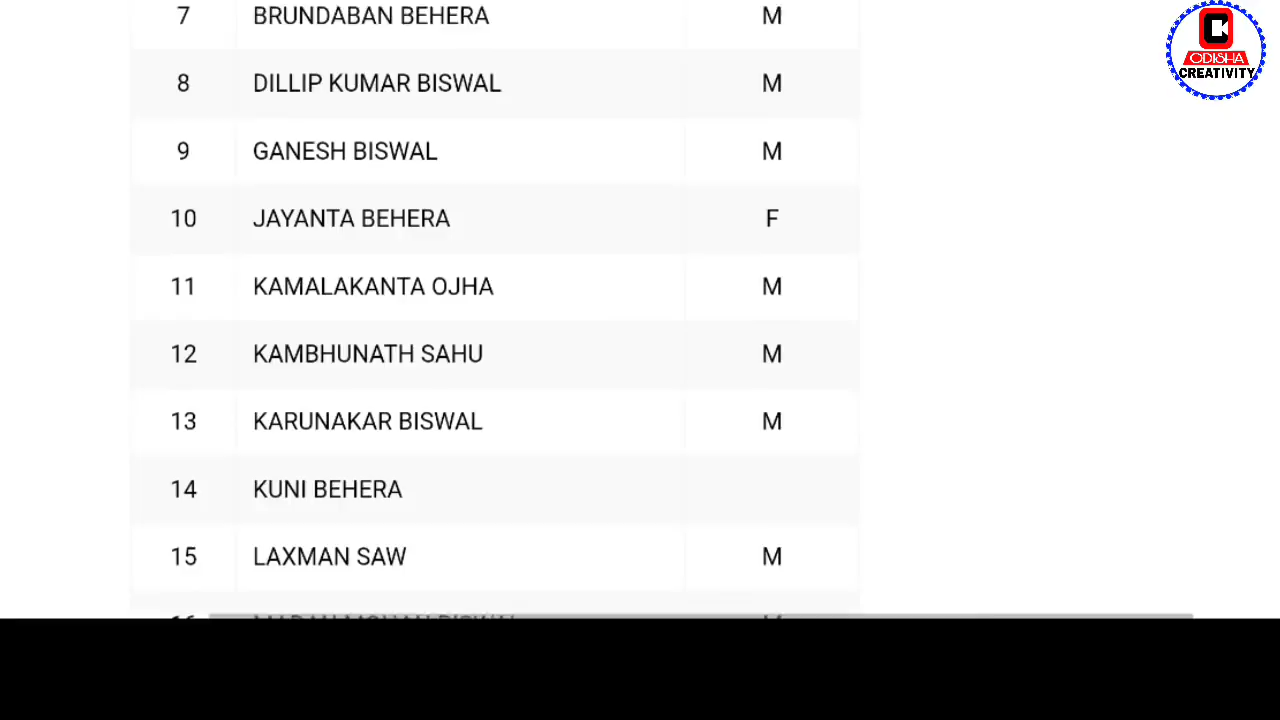 7 BRUNDABAN BEHERA M
8 DILLIP KUMAR BISWAL M
9 GANESH BISWAL M
10 JAYANTA BEHERA F
11 KAMALAKANTA OJHA M
12 KAMBHUNATH SAHU M
13 KARUNAKAR BISWAL M
14 KUNI BEHERA
15 LAXMAN SAW M
ODISHA
CREATIVITY